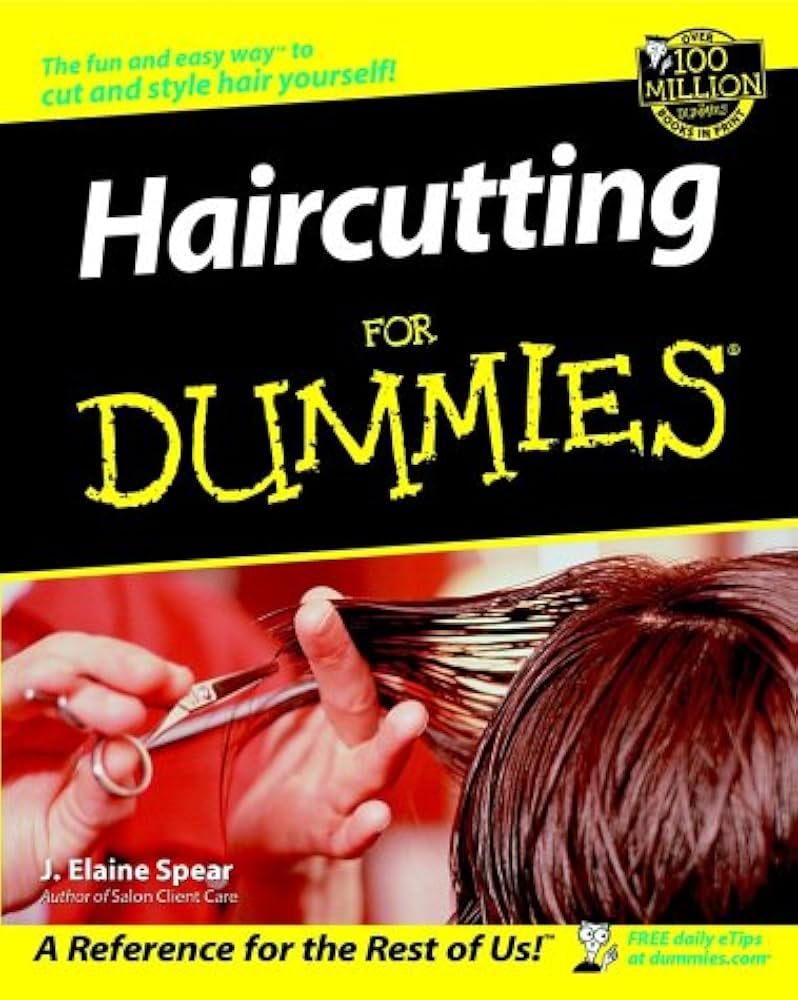 The fun and easy way™ to
cut and style hair yourself!
OVER
100
MILLION
DUMMIES
BOOKS IN PRINT
Haircutting
FOR
DUMMIES®
J. Elaine Spear
Author of Salon Client Care
A Reference for the Rest of Us!™
FREE daily eTips
at dummies.com®